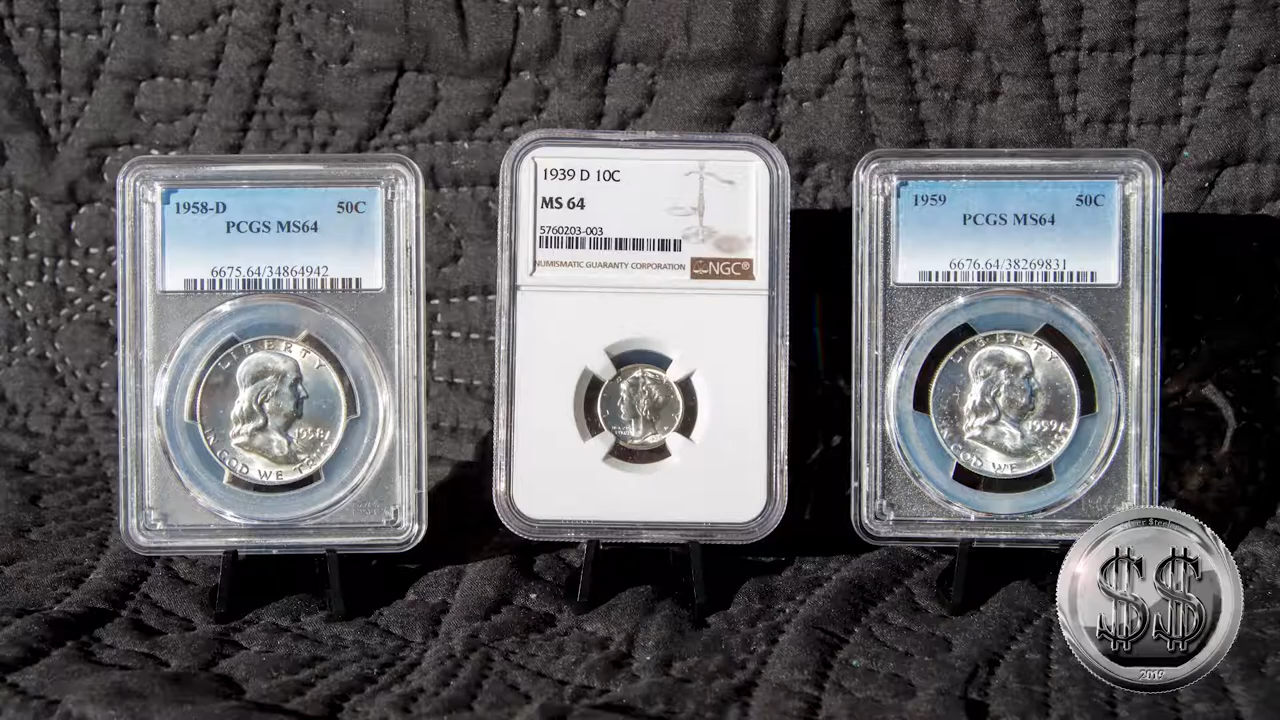 1958-D 50C
PCGS MS64
6675.64/34864942
LIBERTY
1958
IN GOD WE TRUST
1939 D 10C
MS 64
5760203-003
NUMISMATIC GUARANTY CORPORATION NGC®
1959 50C
PCGS MS64
6676.64/38269831
LIBERTY
1959
IN GOD WE TRUST
$$
2019